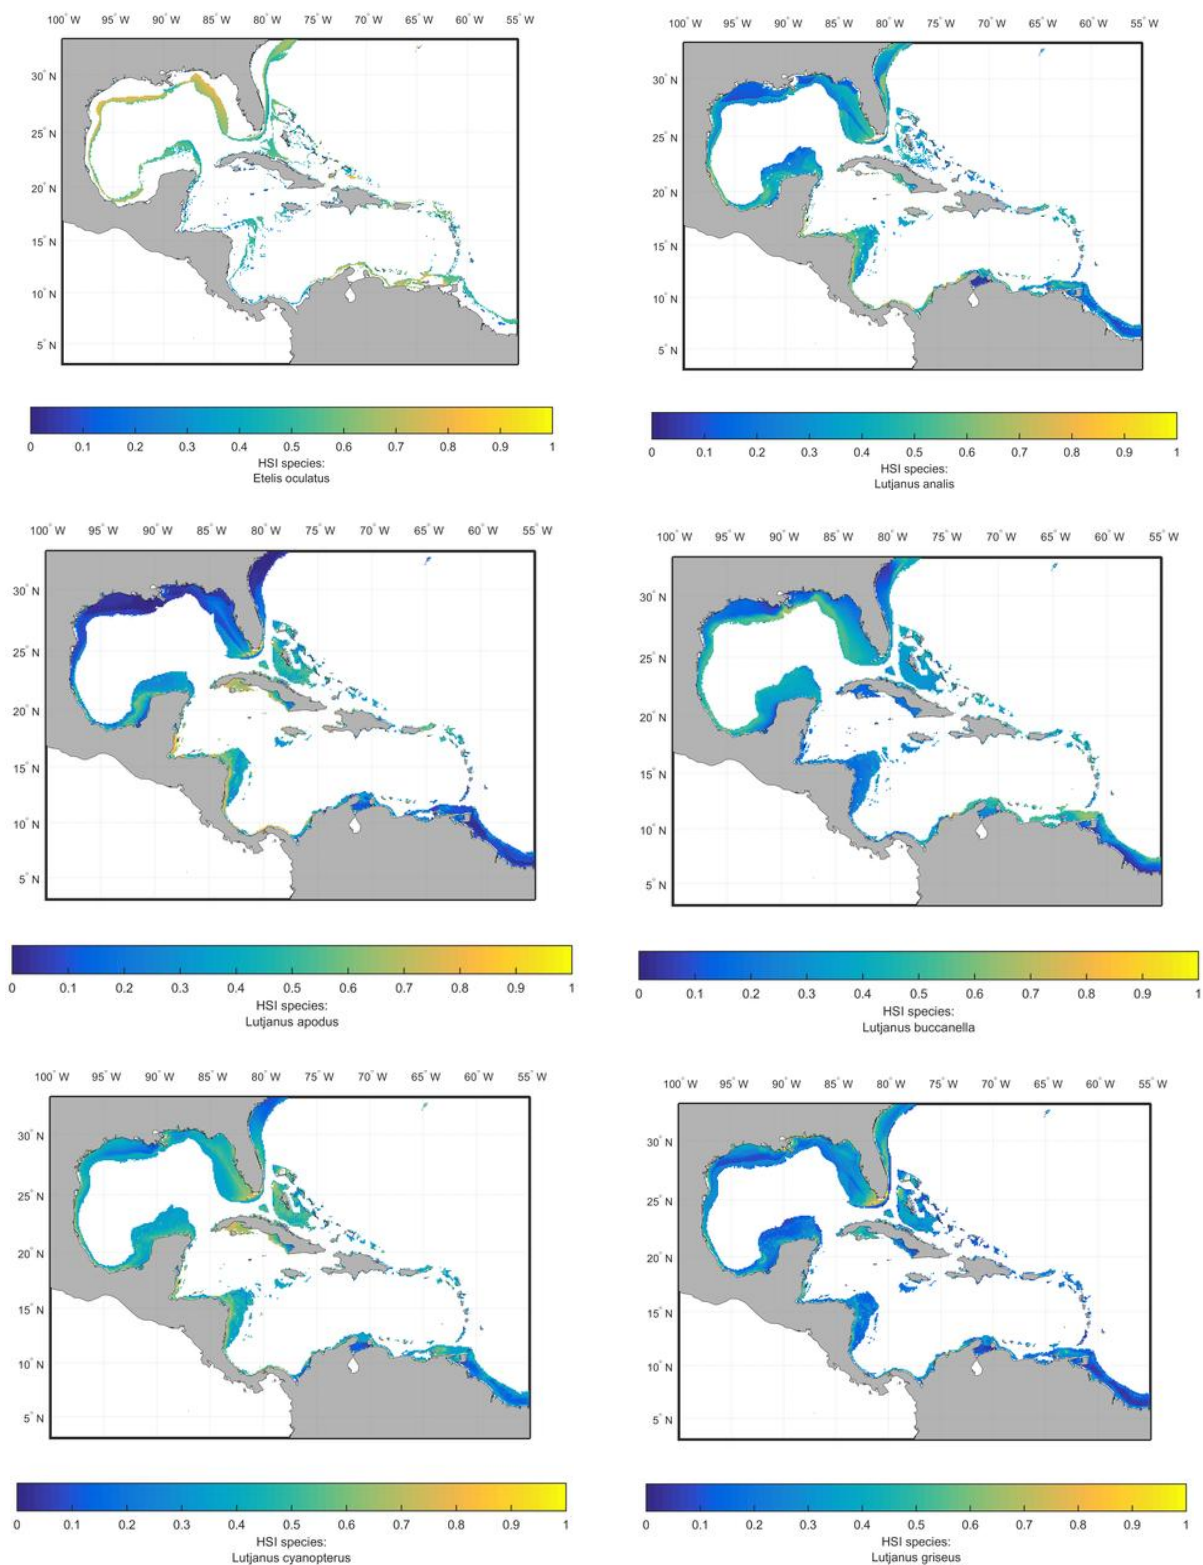 100° W 95° W 90° W 85° W 80° W 75° W 70° W 65° W 60° W 55° W
30° N
25° N
20° N
15° N
10° N
5° N
0 0.1 0.2 0.3 0.4 0.5 0.6 0.7 0.8 0.9 1
HSI species:
Etelis oculatus
100° W 95° W 90° W 85° W 80° W 75° W 70° W 65° W 60° W 55° W
30° N
25° N
20° N
15° N
10° N
5° N
0 0.1 0.2 0.3 0.4 0.5 0.6 0.7 0.8 0.9 1
HSI species:
Lutjanus analis
100° W 95° W 90° W 85° W 80° W 75° W 70° W 65° W 60° W 55° W
30° N
25° N
20° N
15° N
10° N
5° N
0 0.1 0.2 0.3 0.4 0.5 0.6 0.7 0.8 0.9 1
HSI species:
Lutjanus apodus
100° W 95° W 90° W 85° W 80° W 75° W 70° W 65° W 60° W 55° W
30° N
25° N
20° N
15° N
10° N
5° N
0 0.1 0.2 0.3 0.4 0.5 0.6 0.7 0.8 0.9 1
HSI species:
Lutjanus buccanella
100° W 95° W 90° W 85° W 80° W 75° W 70° W 65° W 60° W 55° W
30° N
25° N
20° N
15° N
10° N
5° N
0 0.1 0.2 0.3 0.4 0.5 0.6 0.7 0.8 0.9 1
HSI species:
Lutjanus cyanopterus
100° W 95° W 90° W 85° W 80° W 75° W 70° W 65° W 60° W 55° W
30° N
25° N
20° N
15° N
10° N
5° N
0 0.1 0.2 0.3 0.4 0.5 0.6 0.7 0.8 0.9 1
HSI species:
Lutjanus griseus